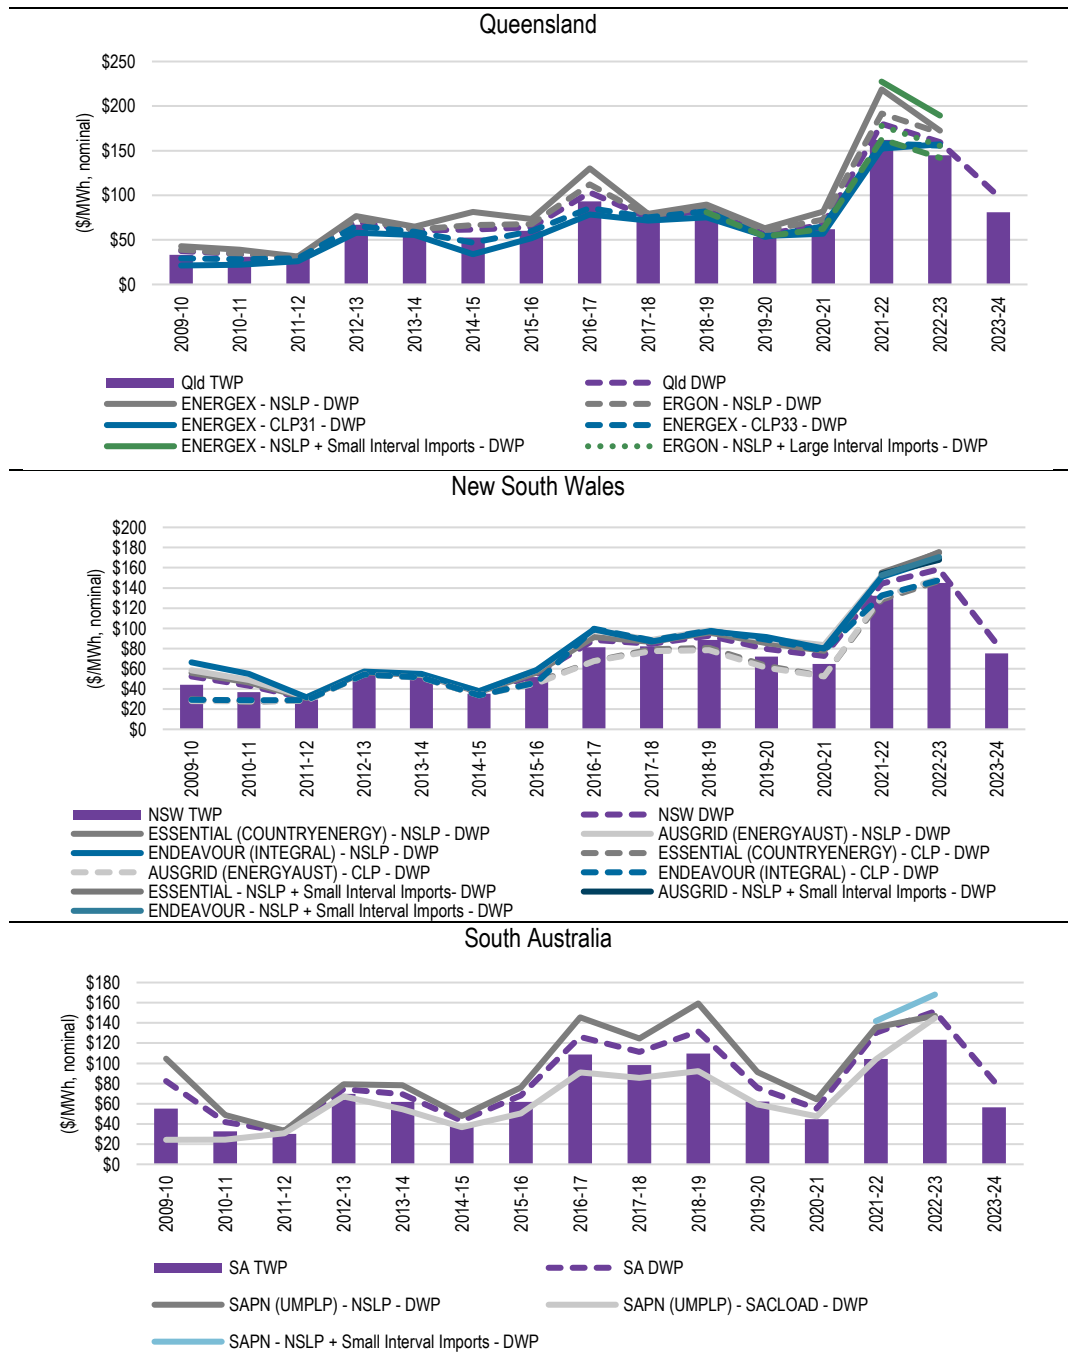 Queensland
($/MWh, nominal)
$250
$200
$150
$100
$50
$0
2009-10
2010-11
2011-12
2012-13
2013-14
2014-15
2015-16
2016-17
2017-18
2018-19
2019-20
2020-21
2021-22
2022-23
2023-24
Qld TWP
Qld DWP
ENERGEX - NSLP - DWP
ERGON - NSLP - DWP
ENERGEX - CLP31 - DWP
ENERGEX - CLP33 - DWP
ENERGEX - NSLP + Small Interval Imports - DWP
ERGON - NSLP + Large Interval Imports - DWP
New South Wales
($/MWh, nominal)
$200
$180
$160
$140
$120
$100
$80
$60
$40
$20
$0
2009-10
2010-11
2011-12
2012-13
2013-14
2014-15
2015-16
2016-17
2017-18
2018-19
2019-20
2020-21
2021-22
2022-23
2023-24
NSW TWP
NSW DWP
ESSENTIAL (COUNTRYENERGY) - NSLP - DWP
AUSGRID (ENERGYAUST) - NSLP - DWP
ENDEAVOUR (INTEGRAL) - NSLP - DWP
ESSENTIAL (COUNTRYENERGY) - CLP - DWP
AUSGRID (ENERGYAUST) - CLP - DWP
ENDEAVOUR (INTEGRAL) - CLP - DWP
ESSENTIAL - NSLP + Small Interval Imports- DWP
AUSGRID - NSLP + Small Interval Imports - DWP
ENDEAVOUR - NSLP + Small Interval Imports - DWP
South Australia
($/MWh, nominal)
$180
$160
$140
$120
$100
$80
$60
$40
$20
$0
2009-10
2010-11
2011-12
2012-13
2013-14
2014-15
2015-16
2016-17
2017-18
2018-19
2019-20
2020-21
2021-22
2022-23
2023-24
SA TWP
SA DWP
SAPN (UMPLP) - NSLP - DWP
SAPN (UMPLP) - SACLOAD - DWP
SAPN - NSLP + Small Interval Imports - DWP